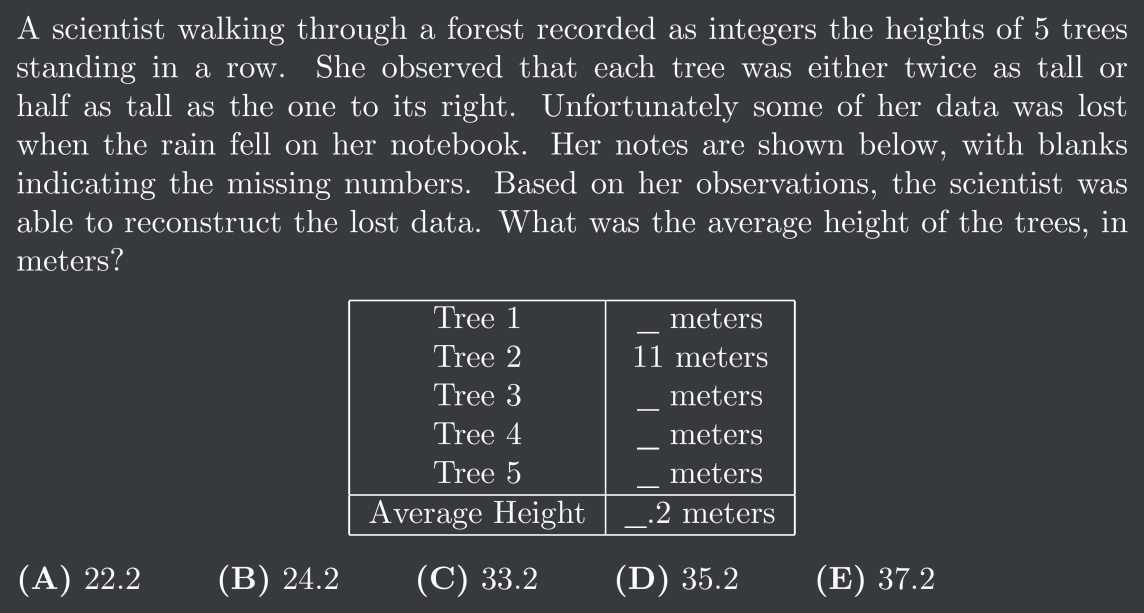 A scientist walking through a forest recorded as integers the heights of 5 trees
standing in a row. She observed that each tree was either twice as tall or
half as tall as the one to its right. Unfortunately some of her data was lost
when the rain fell on her notebook. Her notes are shown below, with blanks
indicating the missing numbers. Based on her observations, the scientist was
able to reconstruct the lost data. What was the average height of the trees, in
meters?
Tree 1 _ meters
Tree 2 11 meters
Tree 3 _ meters
Tree 4 _ meters
Tree 5 _ meters
Average Height _.2 meters
(A) 22.2 (B) 24.2 (C) 33.2 (D) 35.2 (E) 37.2